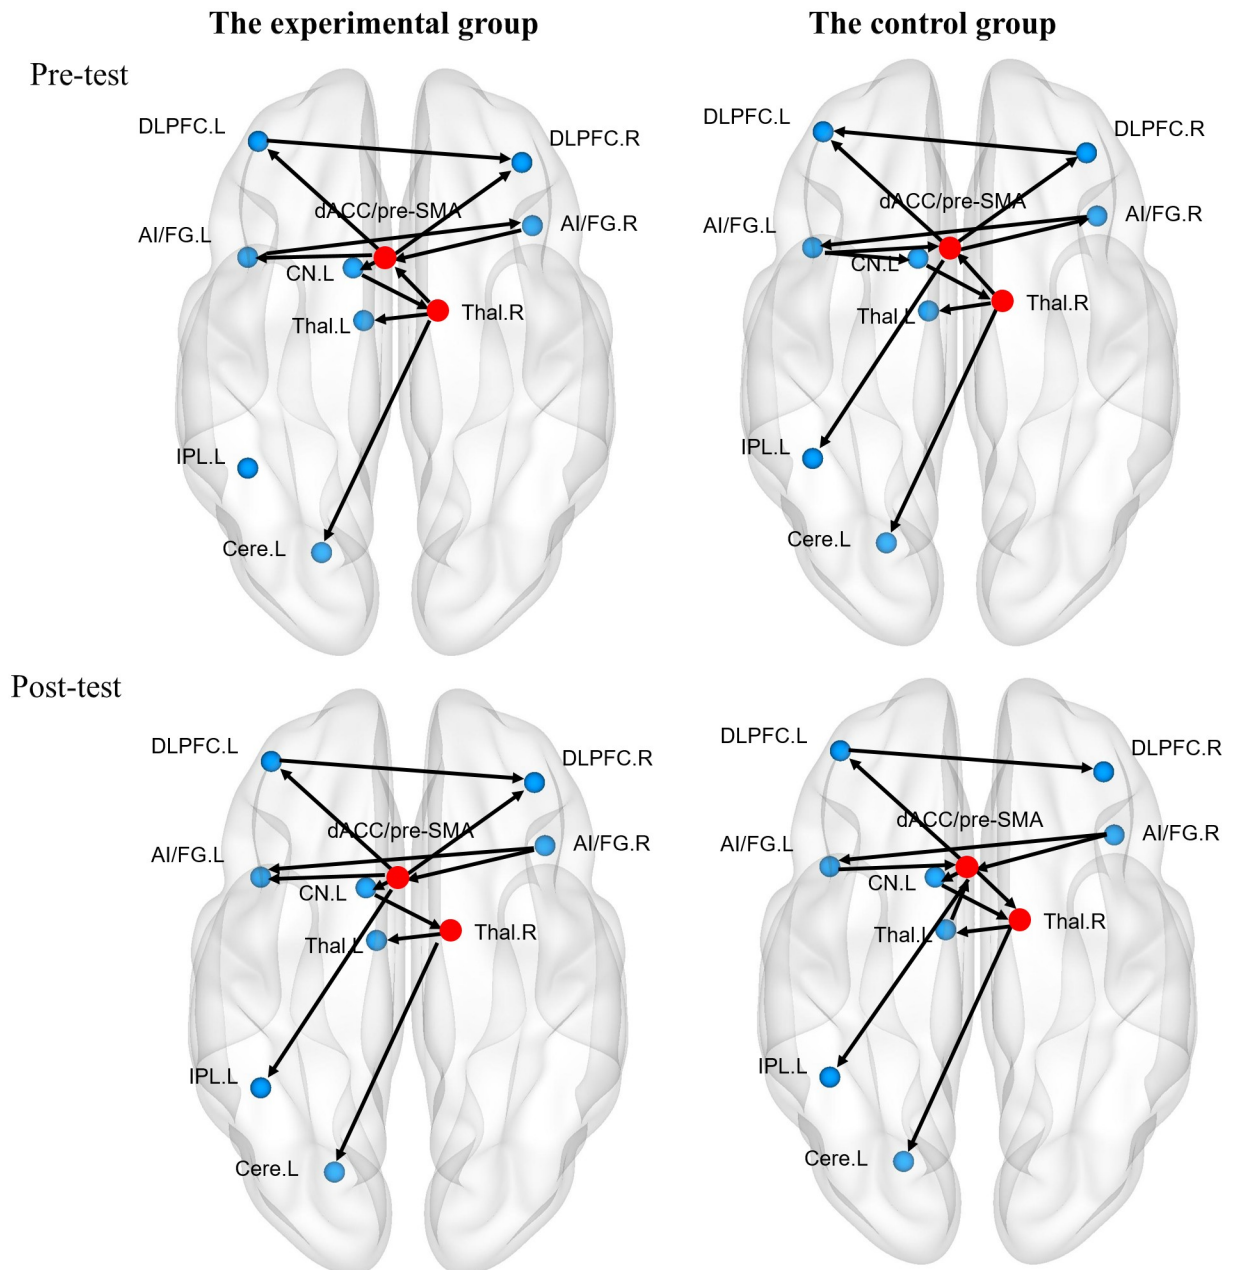 The experimental group
The control group
Pre-test
DLPFC.L
DLPFC.R
dACC/pre-SMA
AI/FG.L
AI/FG.R
CN.L
Thal.L
Thal.R
IPL.L
Cere.L
DLPFC.L
DLPFC.R
dACC/pre-SMA
AI/FG.L
AI/FG.R
CN.L
Thal.L
Thal.R
IPL.L
Cere.L
Post-test
DLPFC.L
DLPFC.R
dACC/pre-SMA
AI/FG.L
AI/FG.R
CN.L
Thal.L
Thal.R
IPL.L
Cere.L
DLPFC.L
DLPFC.R
dACC/pre-SMA
AI/FG.L
AI/FG.R
CN.L
Thal.L
Thal.R
IPL.L
Cere.L